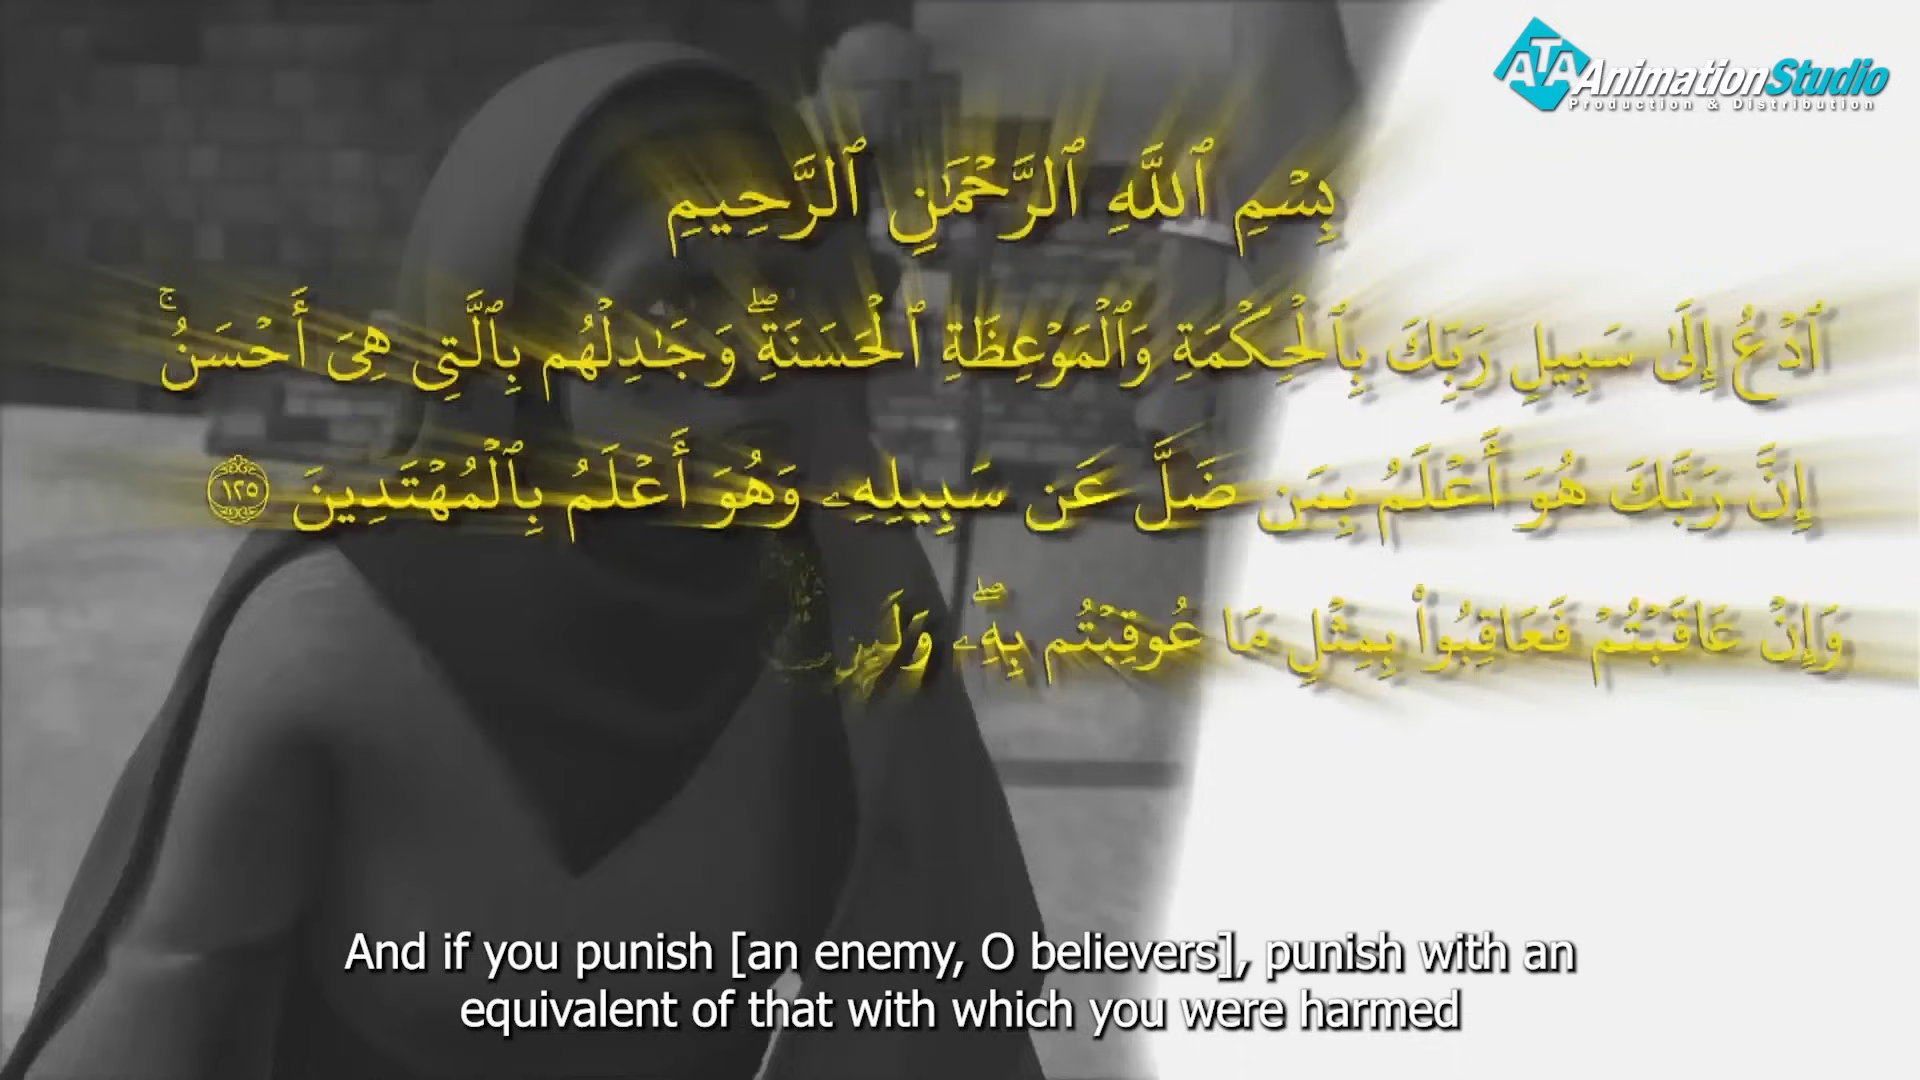 ATA AnimationStudio
Production & Distribution
بِسْمِ ٱللَّهِ ٱلرَّحْمَٰنِ ٱلرَّحِيمِ
ٱدْعُ إِلَىٰ سَبِيلِ رَبِّكَ بِٱلْحِكْمَةِ وَٱلْمَوْعِظَةِ ٱلْحَسَنَةِ ۖ وَجَٰدِلْهُم بِٱلَّتِى هِىَ أَحْسَنُ ۚ
إِنَّ رَبَّكَ هُوَ أَعْلَمُ بِمَن ضَلَّ عَن سَبِيلِهِۦ وَهُوَ أَعْلَمُ بِٱلْمُهْتَدِينَ ١٢٥
وَإِنْ عَاقَبْتُمْ فَعَاقِبُوا۟ بِمِثْلِ مَا عُوقِبْتُم بِهِۦ ۖ
And if you punish [an enemy, O believers], punish with an
equivalent of that with which you were harmed